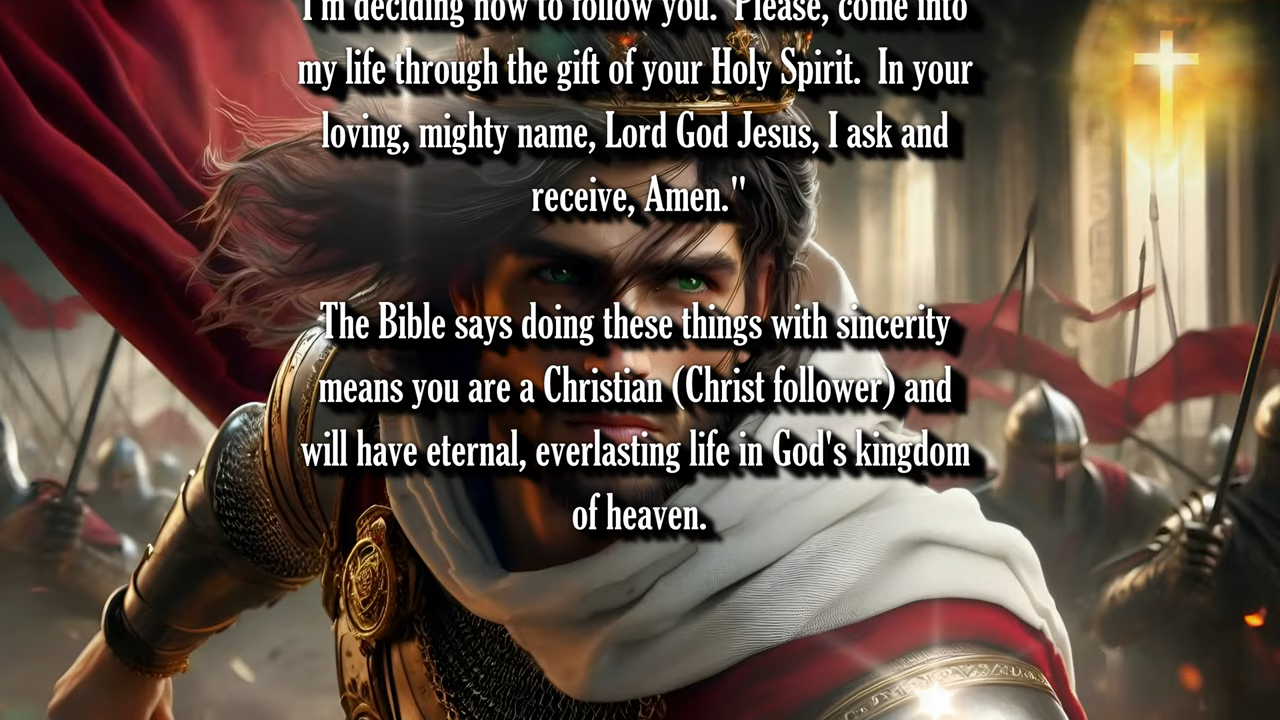 I'm deciding now to follow you.  Please, come into
my life through the gift of your Holy Spirit.  In your
loving, mighty name, Lord God Jesus, I ask and
receive, Amen."
The Bible says doing these things with sincerity
means you are a Christian (Christ follower) and
will have eternal, everlasting life in God's kingdom
of heaven.